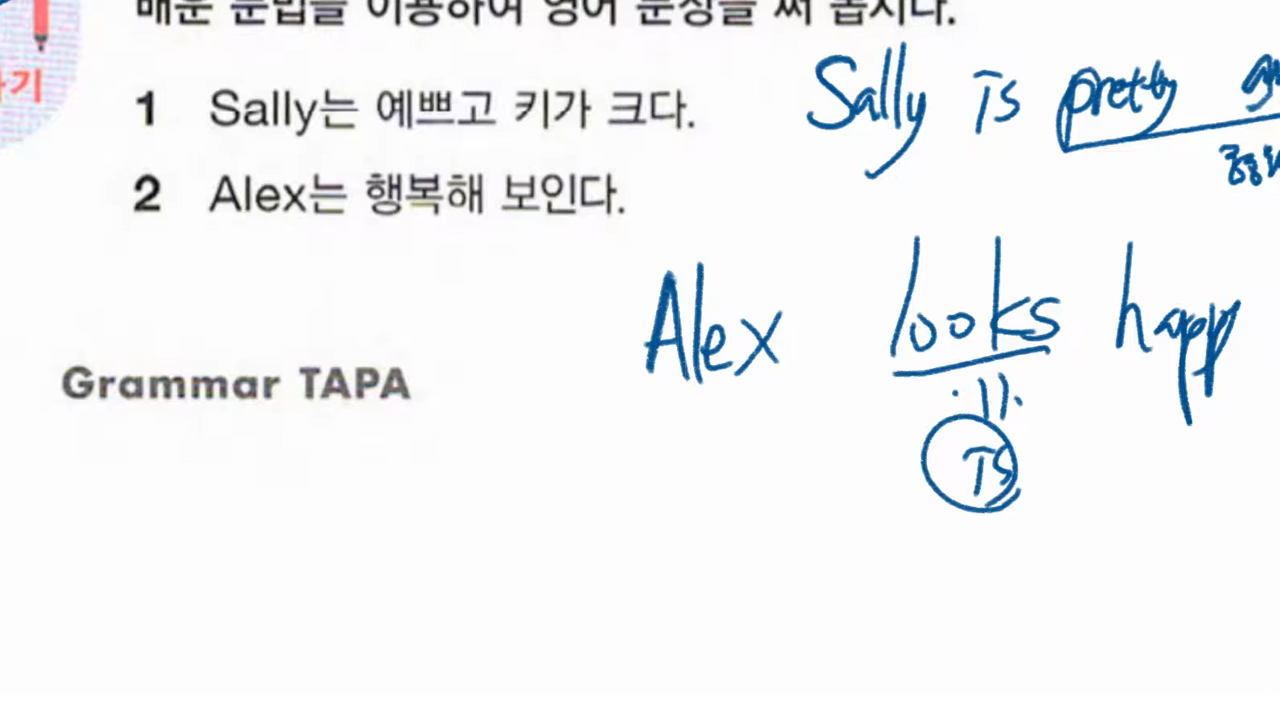 배운 문법을 이용하여 영어 문장을 써 봅시다.
하기
1 Sally는 예쁘고 키가 크다.
Sally is pretty
2 Alex는 행복해 보인다.
Alex looks happ
is
Grammar TAPA